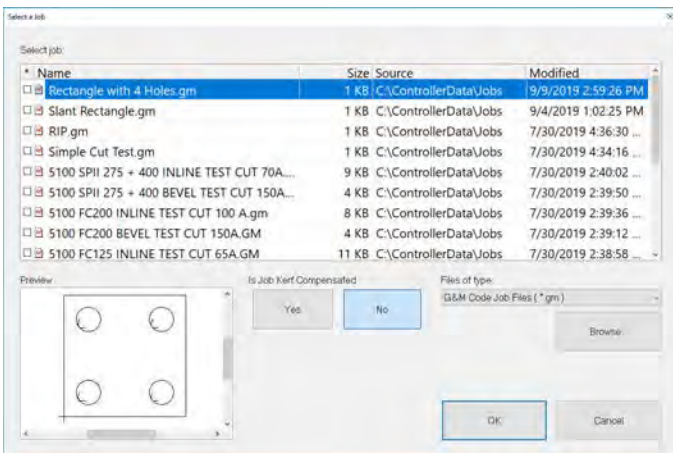 Select a Job
Select job:
* Name Size Source Modified
Rectangle with 4 Holes.gm 1 KB C:\ControllerData\Jobs 9/9/2019 2:59:26 PM
Slant Rectangle.gm 1 KB C:\ControllerData\Jobs 9/4/2019 1:02:25 PM
RIP.gm 1 KB C:\ControllerData\Jobs 7/30/2019 4:36:30 ...
Simple Cut Test.gm 1 KB C:\ControllerData\Jobs 7/30/2019 4:34:16 ...
5100 SPII 275 + 400 INLINE TEST CUT 70A.... 9 KB C:\ControllerData\Jobs 7/30/2019 2:40:02 ...
5100 SPII 275 + 400 BEVEL TEST CUT 150A... 4 KB C:\ControllerData\Jobs 7/30/2019 2:39:50 ...
5100 FC200 INLINE TEST CUT 100 A.gm 8 KB C:\ControllerData\Jobs 7/30/2019 2:39:36 ...
5100 FC200 BEVEL TEST CUT 150A.GM 4 KB C:\ControllerData\Jobs 7/30/2019 2:39:12 ...
5100 FC125 INLINE TEST CUT 65A.GM 11 KB C:\ControllerData\Jobs 7/30/2019 2:38:58 ...
Preview Is Job Kerf Compensated Files of type:
G&M Code Job Files ( *.gm )
Yes No
Browse...
OK Cancel